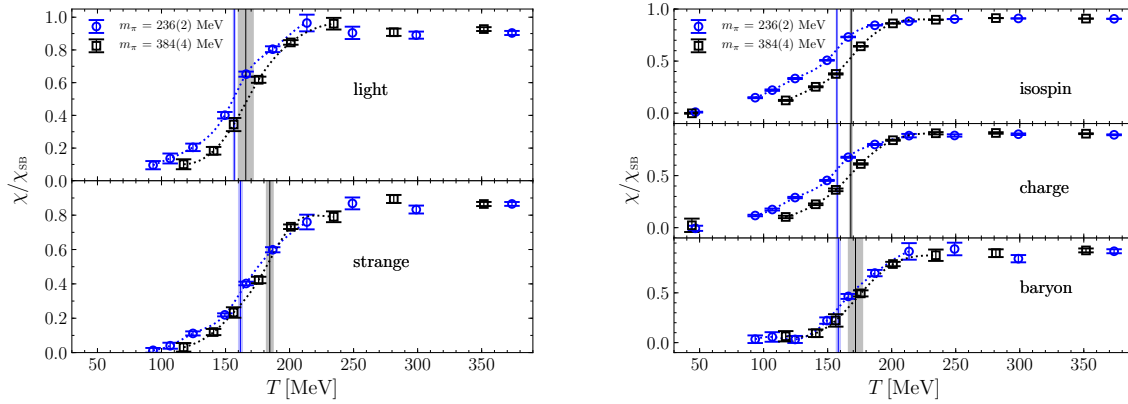 1.0
0.8
0.6
0.4
0.2
m_π = 236(2) MeV
m_π = 384(4) MeV
light
0.8
0.6
0.4
0.2
0.0
strange
50 100 150 200 250 300 350
χ/χ_SB
T [MeV]
1.0
0.5
0.0
m_π = 236(2) MeV
m_π = 384(4) MeV
isospin
0.5
0.0
charge
0.5
0.0
baryon
50 100 150 200 250 300 350
χ/χ_SB
T [MeV]